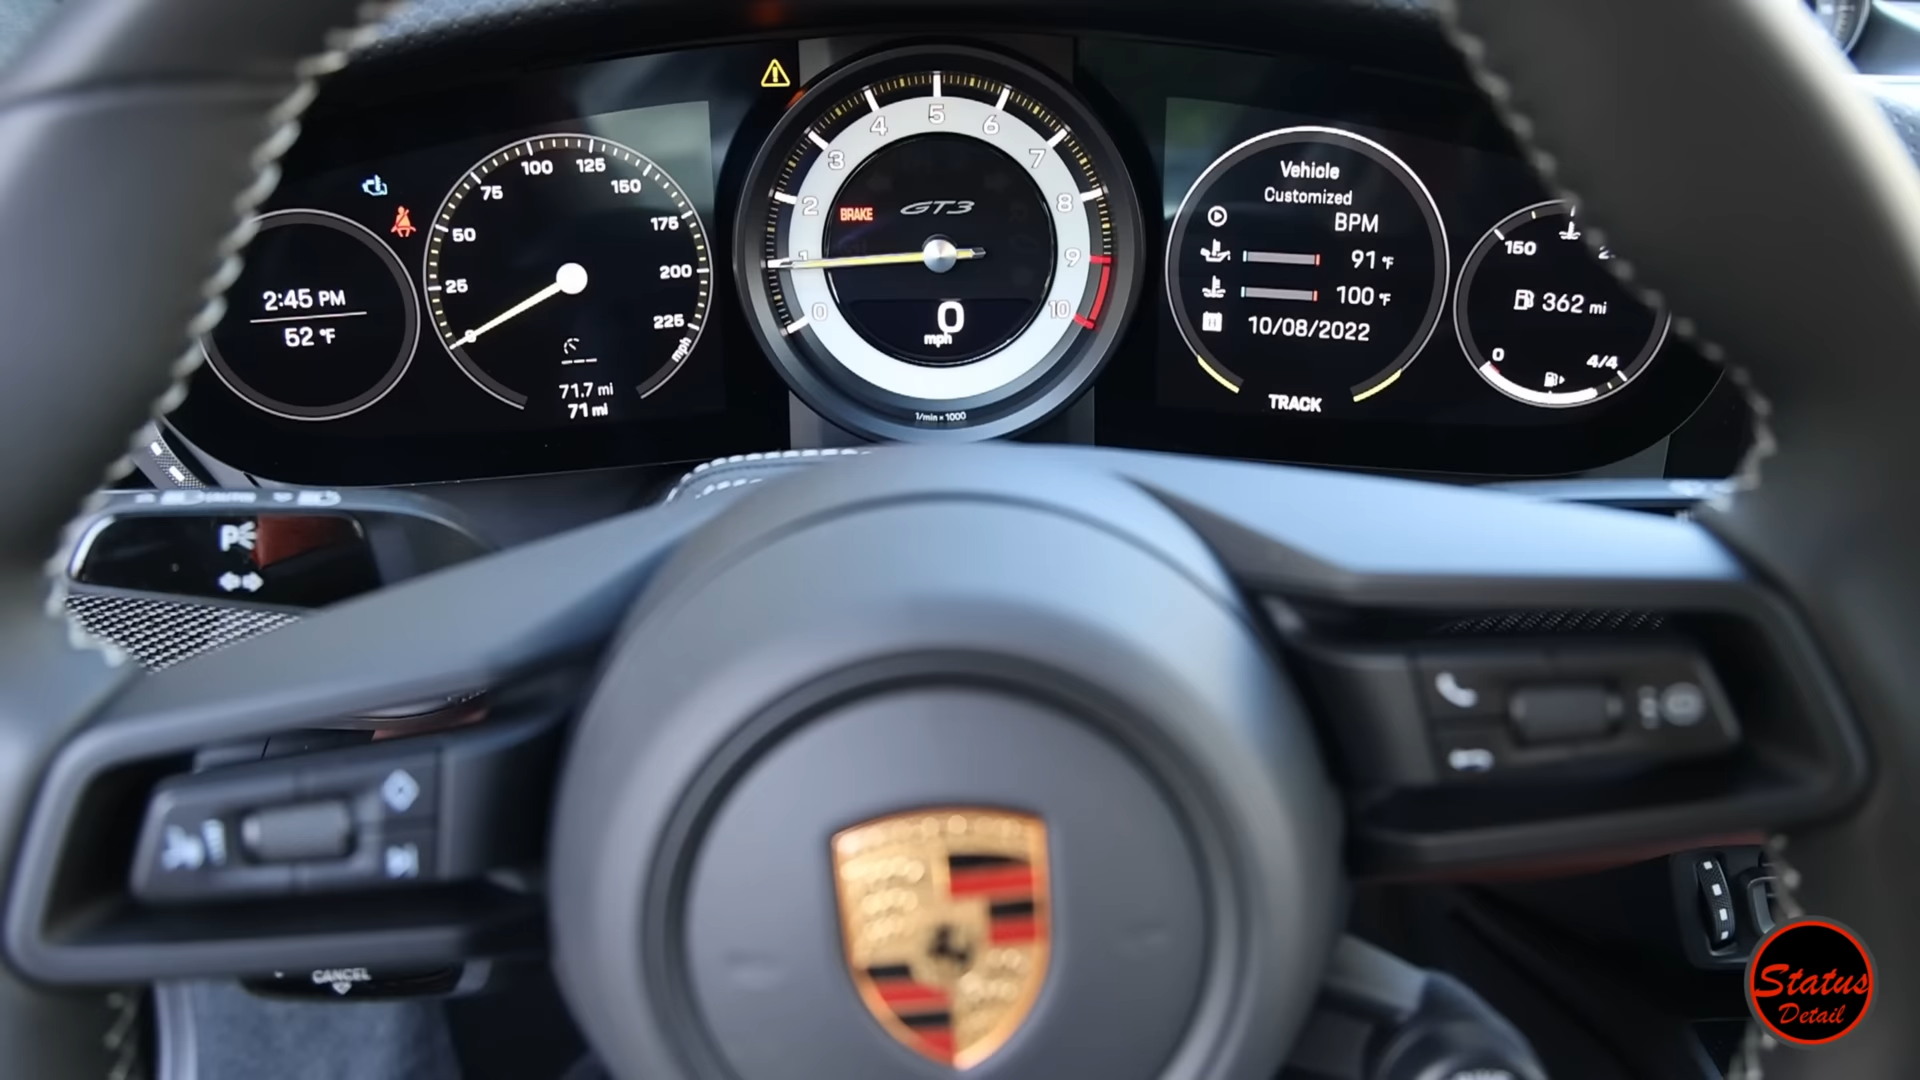 2:45 PM
52 °F
0
25
50
75
100
125
150
175
200
225
mph
71.7 mi
71 mi
0
1
2
3
4
5
6
7
8
9
10
BRAKE
GT3
0
mph
1/min × 1000
Vehicle
Customized
BPM
91 °F
100 °F
10/08/2022
TRACK
150
362 mi
0
4/4
CANCEL
Status
Detail